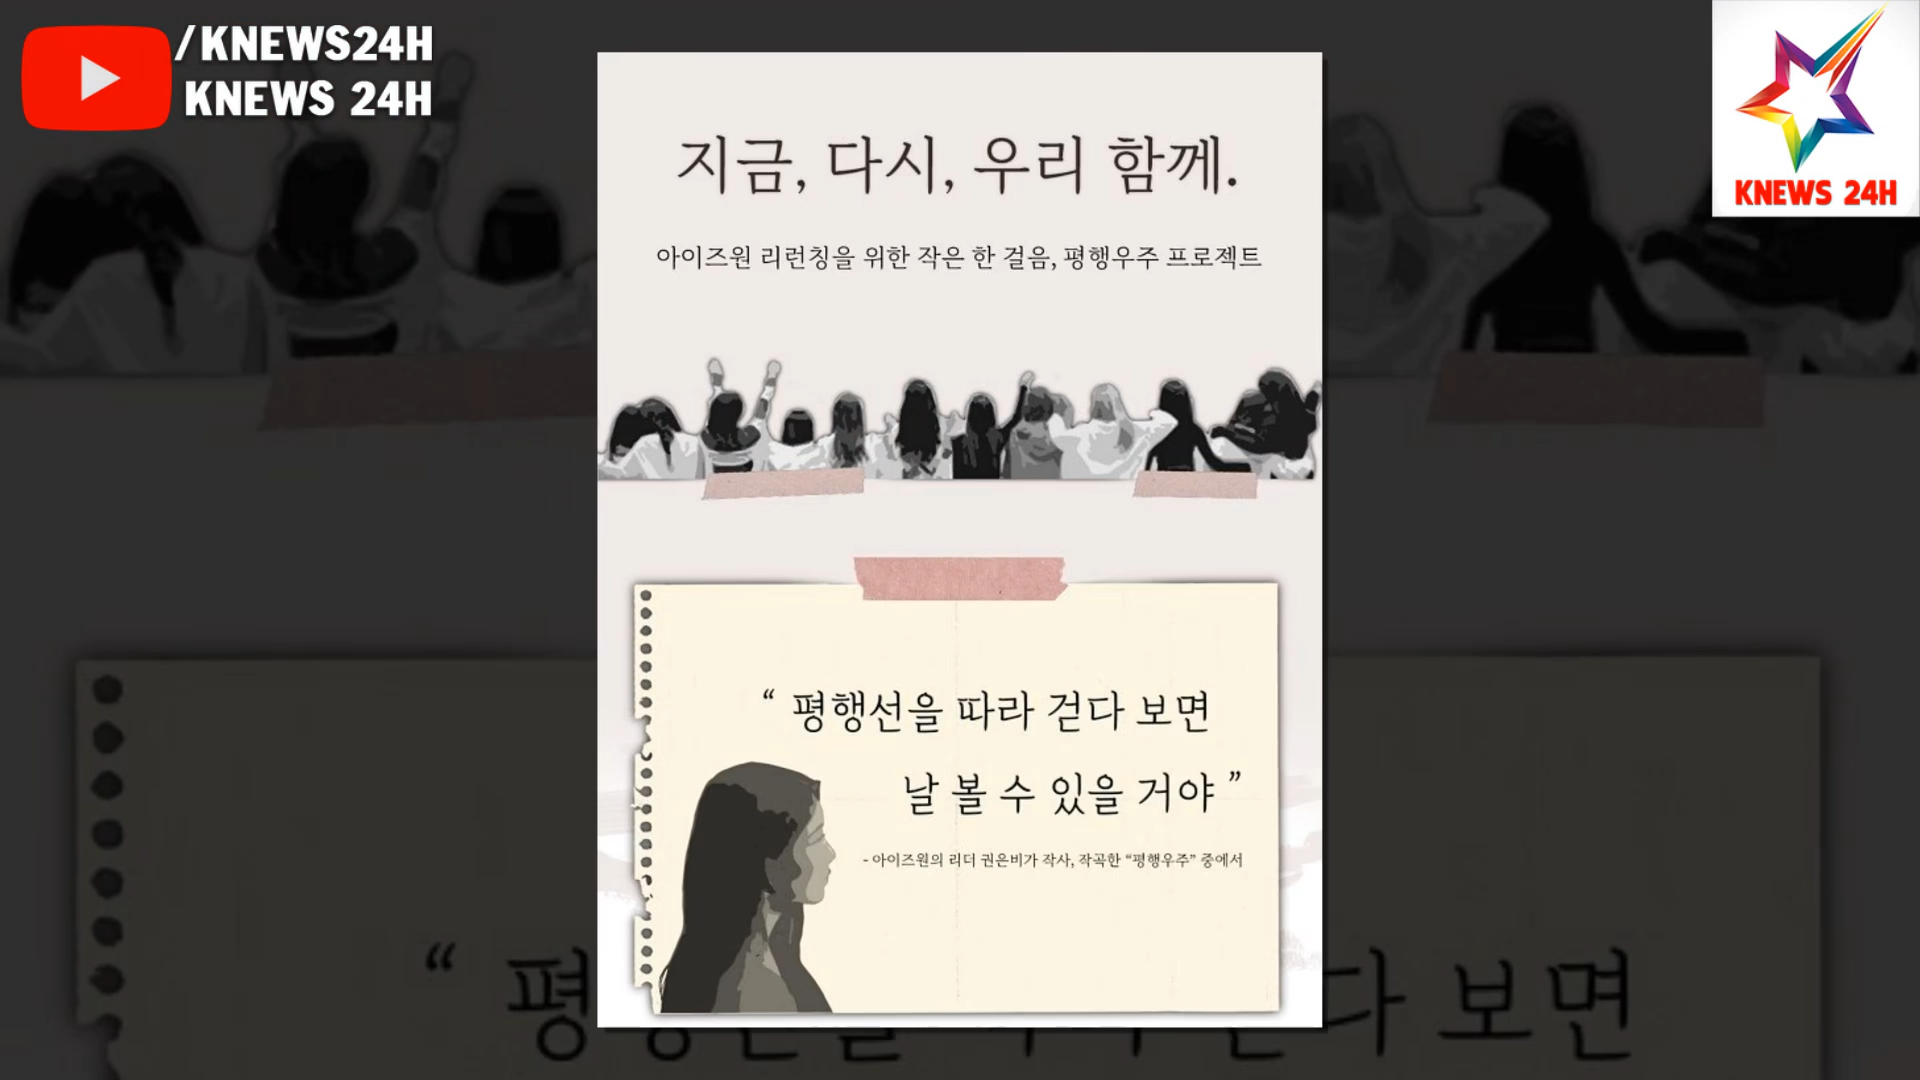 /KNEWS24H
KNEWS 24H
KNEWS 24H
지금, 다시, 우리 함께.
아이즈원 리런칭을 위한 작은 한 걸음, 평행우주 프로젝트
“ 평행선을 따라 걷다 보면
날 볼 수 있을 거야 ”
- 아이즈원의 리더 권은비가 작사, 작곡한 “평행우주” 중에서
“ 평
다 보면